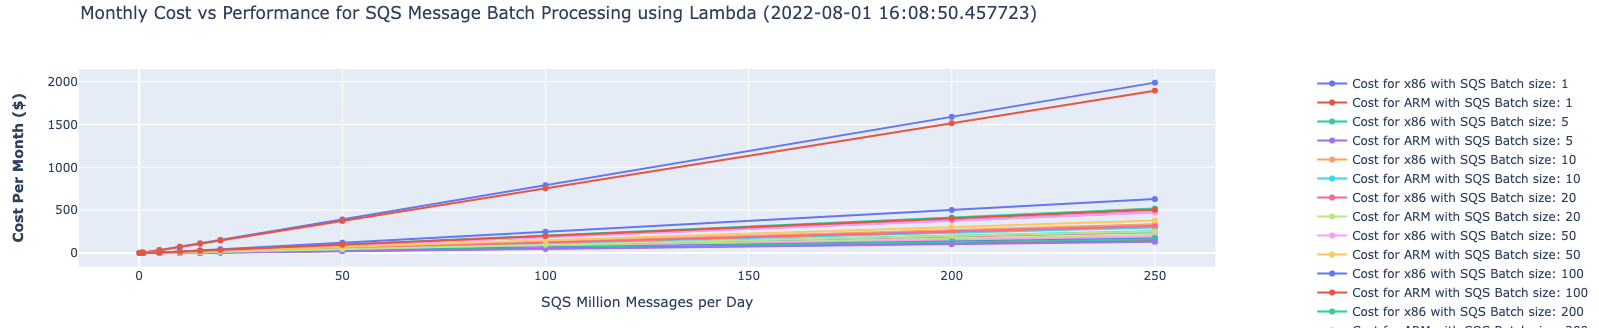 Monthly Cost vs Performance for SQS Message Batch Processing using Lambda (2022-08-01 16:08:50.457723)
Cost Per Month ($)
2000
1500
1000
500
0
0
50
100
150
200
250
SQS Million Messages per Day
Cost for x86 with SQS Batch size: 1
Cost for ARM with SQS Batch size: 1
Cost for x86 with SQS Batch size: 5
Cost for ARM with SQS Batch size: 5
Cost for x86 with SQS Batch size: 10
Cost for ARM with SQS Batch size: 10
Cost for x86 with SQS Batch size: 20
Cost for ARM with SQS Batch size: 20
Cost for x86 with SQS Batch size: 50
Cost for ARM with SQS Batch size: 50
Cost for x86 with SQS Batch size: 100
Cost for ARM with SQS Batch size: 100
Cost for x86 with SQS Batch size: 200